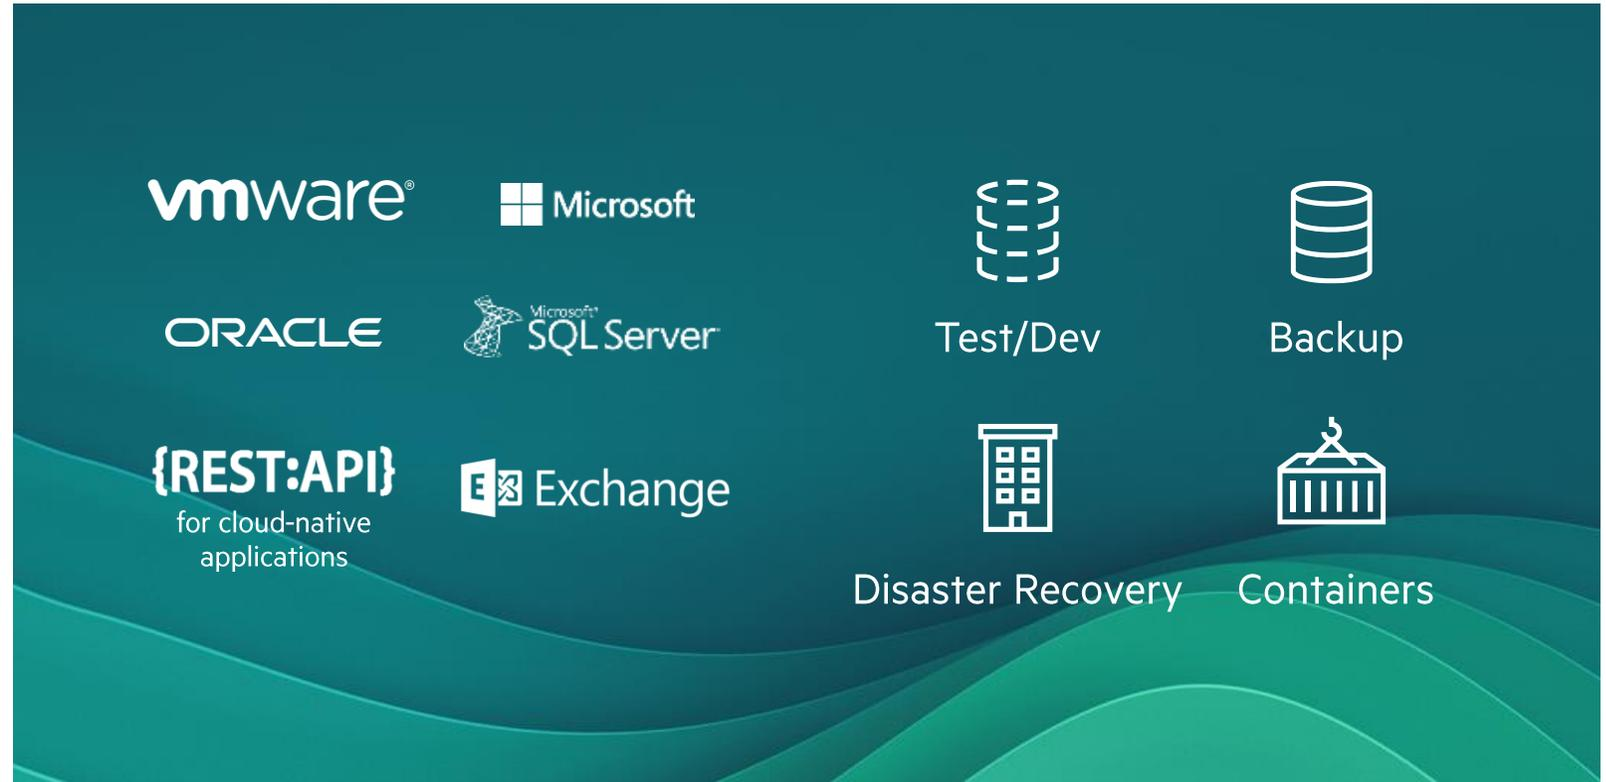 vmware®
Microsoft
ORACLE
Microsoft®
SQL Server
{REST:API}
for cloud-native
applications
E Exchange
Test/Dev
Backup
Disaster Recovery
Containers